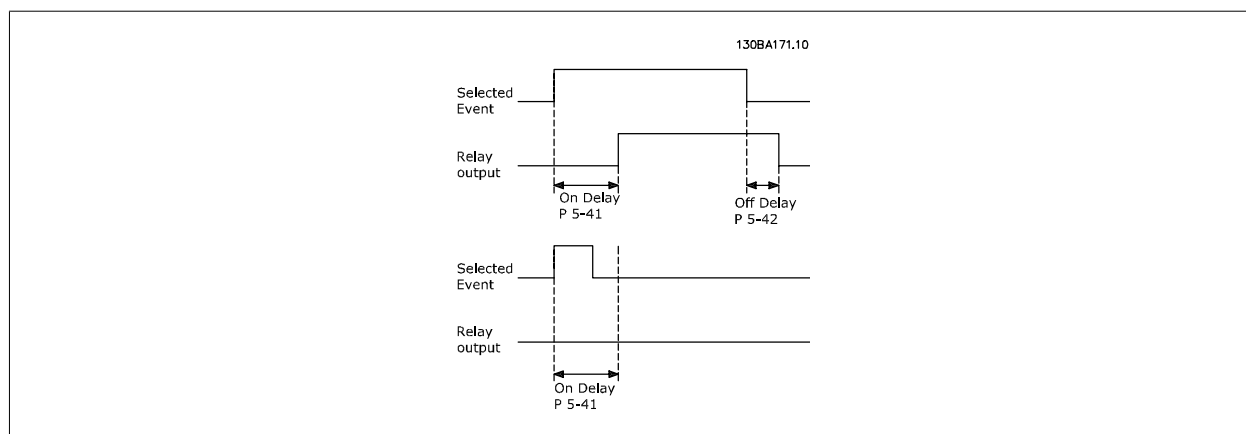 130BA171.10
Selected
Event
Relay
output
On Delay
P 5-41
Off Delay
P 5-42
Selected
Event
Relay
output
On Delay
P 5-41